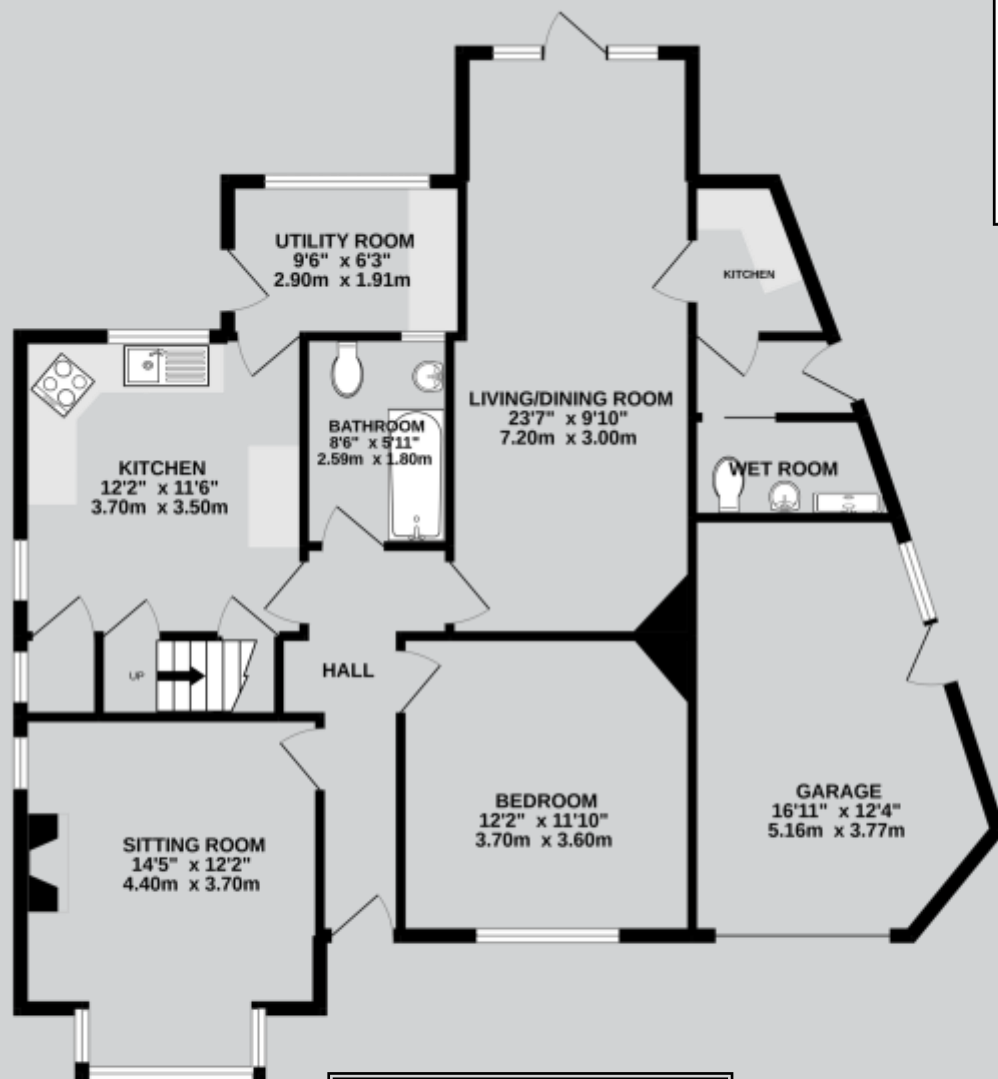 UTILITY ROOM
9'6" x 6'3"
2.90m x 1.91m
KITCHEN
LIVING/DINING ROOM
23'7" x 9'10"
7.20m x 3.00m
BATHROOM
8'6" x 5'11"
2.59m x 1.80m
KITCHEN
12'2" x 11'6"
3.70m x 3.50m
WET ROOM
UP
HALL
BEDROOM
12'2" x 11'10"
3.70m x 3.60m
GARAGE
16'11" x 12'4"
5.16m x 3.77m
SITTING ROOM
14'5" x 12'2"
4.40m x 3.70m